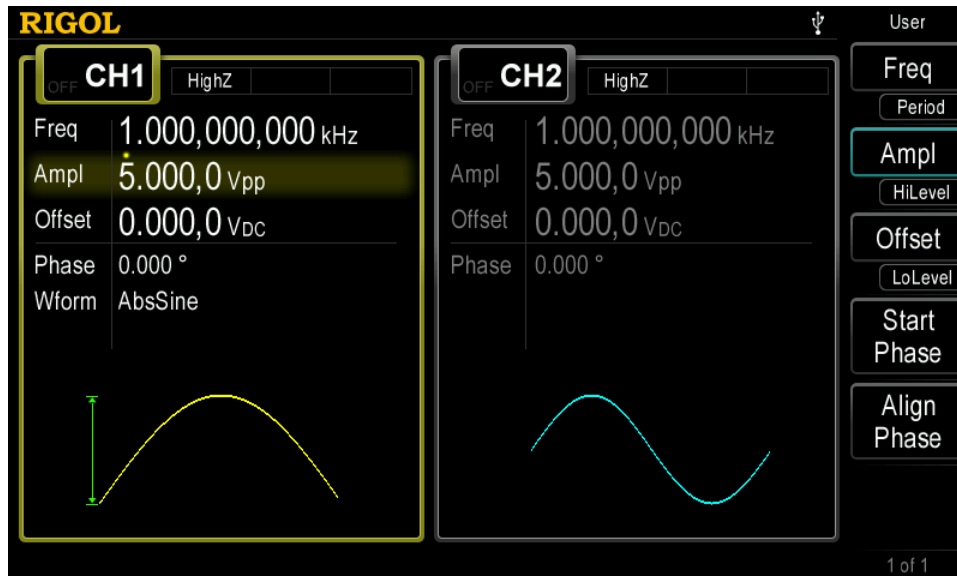 RIGOL
User
OFF CH1 HighZ
Freq 1.000,000,000 kHz
Ampl 5.000,0 Vpp
Offset 0.000,0 VDC
Phase 0.000 °
Wform AbsSine
OFF CH2 HighZ
Freq 1.000,000,000 kHz
Ampl 5.000,0 Vpp
Offset 0.000,0 VDC
Phase 0.000 °
Freq
Period
Ampl
HiLevel
Offset
LoLevel
Start
Phase
Align
Phase
1 of 1